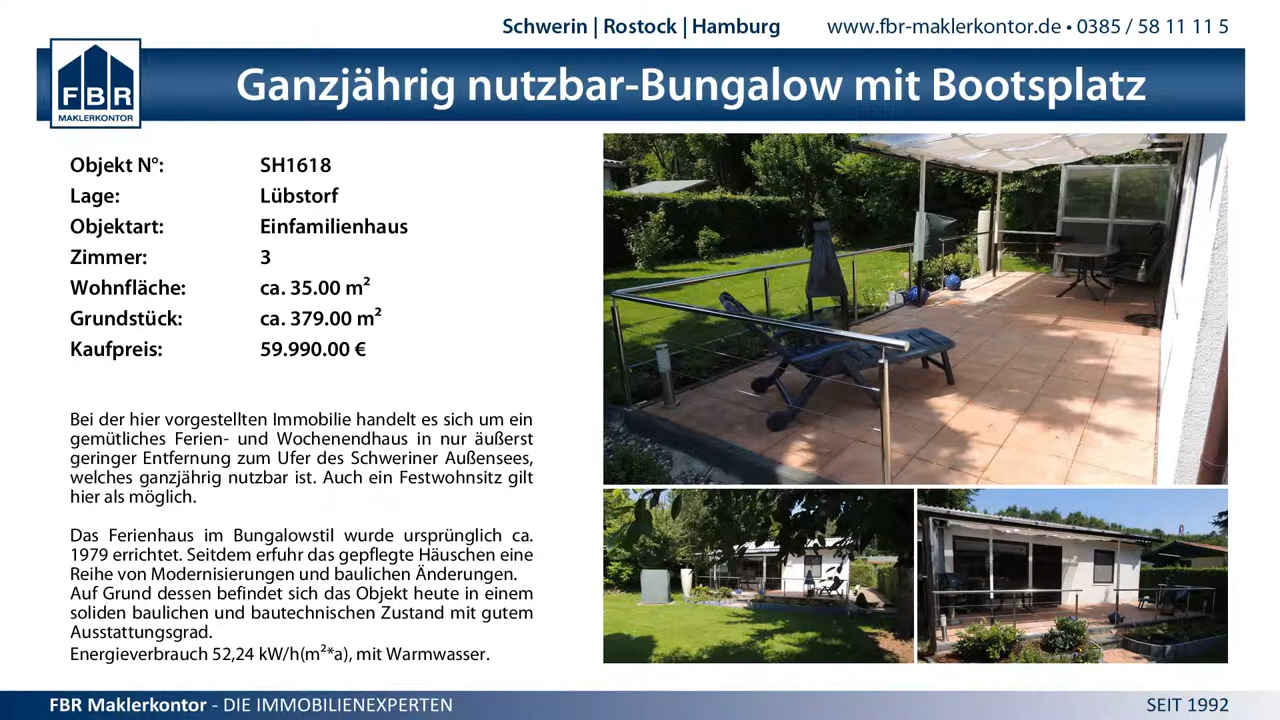 Schwerin | Rostock | Hamburg www.fbr-maklerkontor.de • 0385 / 58 11 11 5
FBR
MAKLERKONTOR
Ganzjährig nutzbar-Bungalow mit Bootsplatz
Objekt N°: SH1618
Lage: Lübstorf
Objektart: Einfamilienhaus
Zimmer: 3
Wohnfläche: ca. 35.00 m²
Grundstück: ca. 379.00 m²
Kaufpreis: 59.990.00 €
Bei der hier vorgestellten Immobilie handelt es sich um ein
gemütliches Ferien- und Wochenendhaus in nur äußerst
geringer Entfernung zum Ufer des Schweriner Außensees,
welches ganzjährig nutzbar ist. Auch ein Festwohnsitz gilt
hier als möglich.
Das Ferienhaus im Bungalowstil wurde ursprünglich ca.
1979 errichtet. Seitdem erfuhr das gepflegte Häuschen eine
Reihe von Modernisierungen und baulichen Änderungen.
Auf Grund dessen befindet sich das Objekt heute in einem
soliden baulichen und bautechnischen Zustand mit gutem
Ausstattungsgrad.
Energieverbrauch 52,24 kW/h(m²*a), mit Warmwasser.
FBR Maklerkontor - DIE IMMOBILIENEXPERTEN SEIT 1992